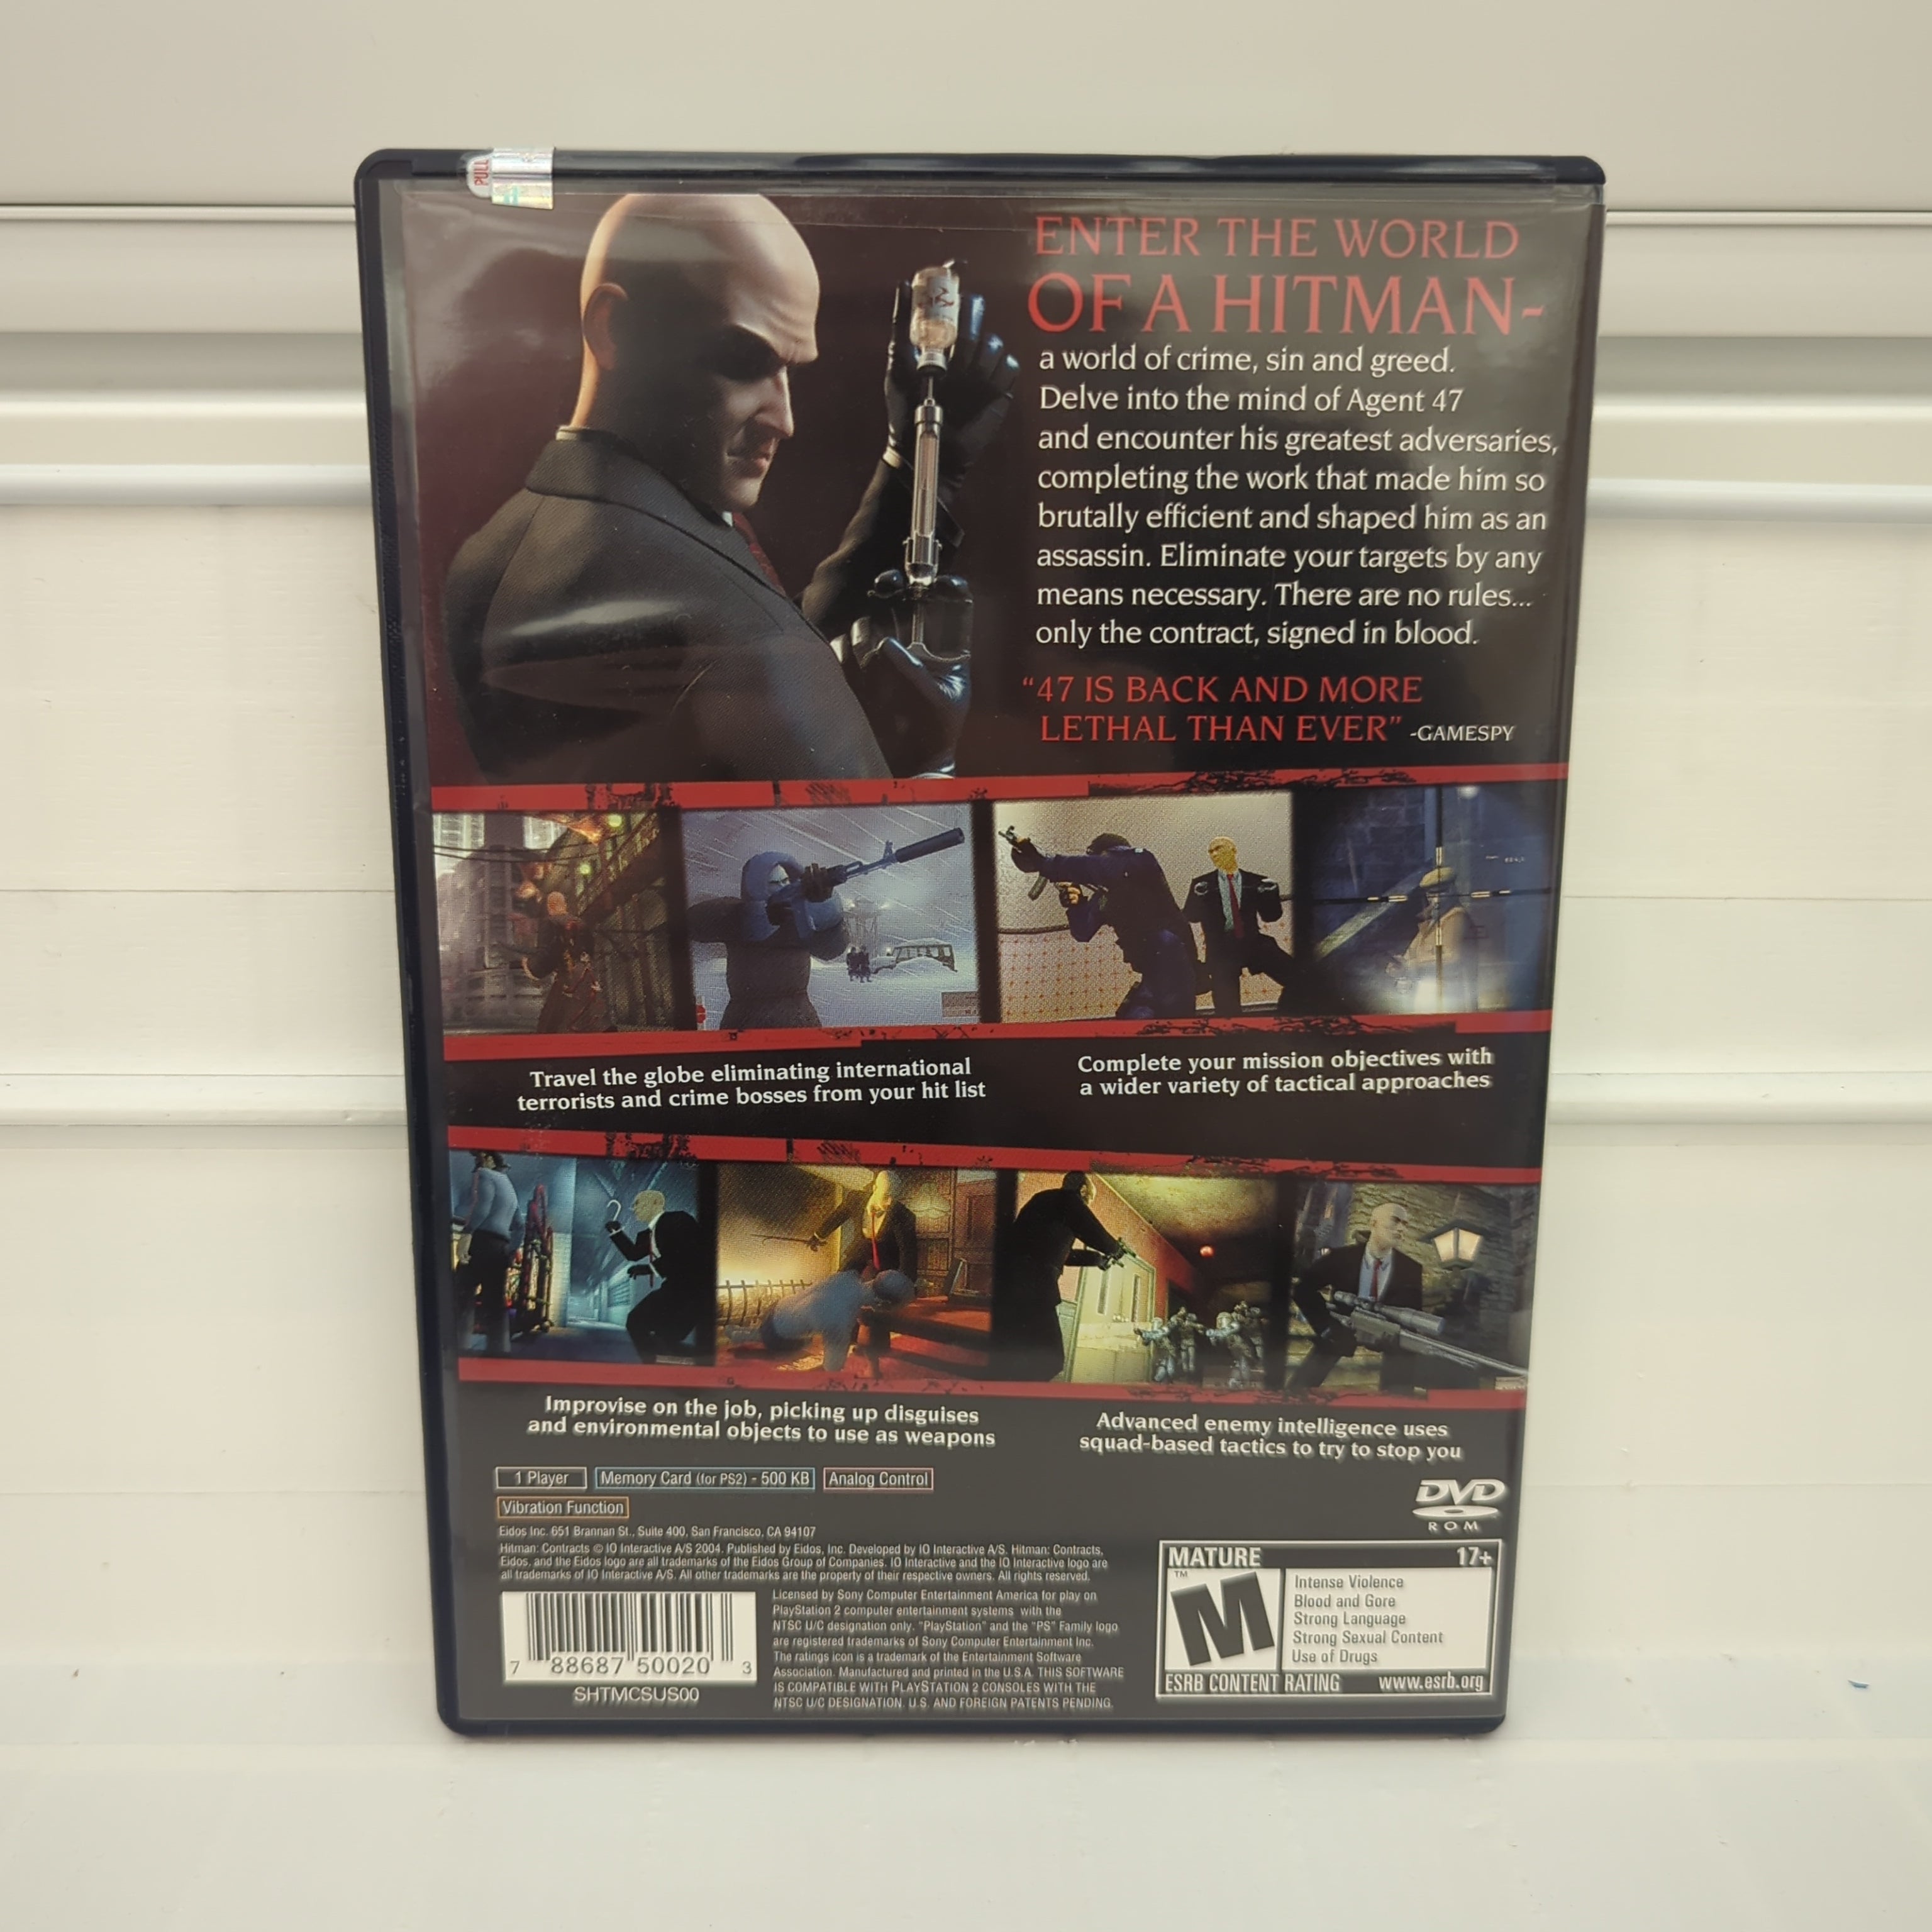 PULL
ENTER THE WORLD
OF A HITMAN-
a world of crime, sin and greed.
Delve into the mind of Agent 47
and encounter his greatest adversaries,
completing the work that made him so
brutally efficient and shaped him as an
assassin. Eliminate your targets by any
means necessary. There are no rules...
only the contract, signed in blood.
“47 IS BACK AND MORE
LETHAL THAN EVER” -GAMESPY
Travel the globe eliminating international
terrorists and crime bosses from your hit list
Complete your mission objectives with
a wider variety of tactical approaches
Improvise on the job, picking up disguises
and environmental objects to use as weapons
Advanced enemy intelligence uses
squad-based tactics to try to stop you
1 Player
Memory Card (for PS2) - 500 KB
Analog Control
Vibration Function
DVD
ROM
Eidos Inc. 651 Brannan St., Suite 400, San Francisco, CA 94107
Hitman: Contracts © IO Interactive A/S 2004. Published by Eidos, Inc. Developed by IO Interactive A/S. Hitman: Contracts,
Eidos, and the Eidos logo are all trademarks of the Eidos Group of Companies. IO Interactive and the IO Interactive logo are
all trademarks of IO Interactive A/S. All other trademarks are the property of their respective owners. All rights reserved.
7 88687 50020 3
SHTMCSUS00
Licensed by Sony Computer Entertainment America for play on
PlayStation 2 computer entertainment systems with the
NTSC U/C designation only. "PlayStation" and the "PS" Family logo
are registered trademarks of Sony Computer Entertainment Inc.
The ratings icon is a trademark of the Entertainment Software
Association. Manufactured and printed in the U.S.A. THIS SOFTWARE
IS COMPATIBLE WITH PLAYSTATION 2 CONSOLES WITH THE
NTSC U/C DESIGNATION. U.S. AND FOREIGN PATENTS PENDING.
MATURE 17+
TM
M
Intense Violence
Blood and Gore
Strong Language
Strong Sexual Content
Use of Drugs
ESRB CONTENT RATING www.esrb.org